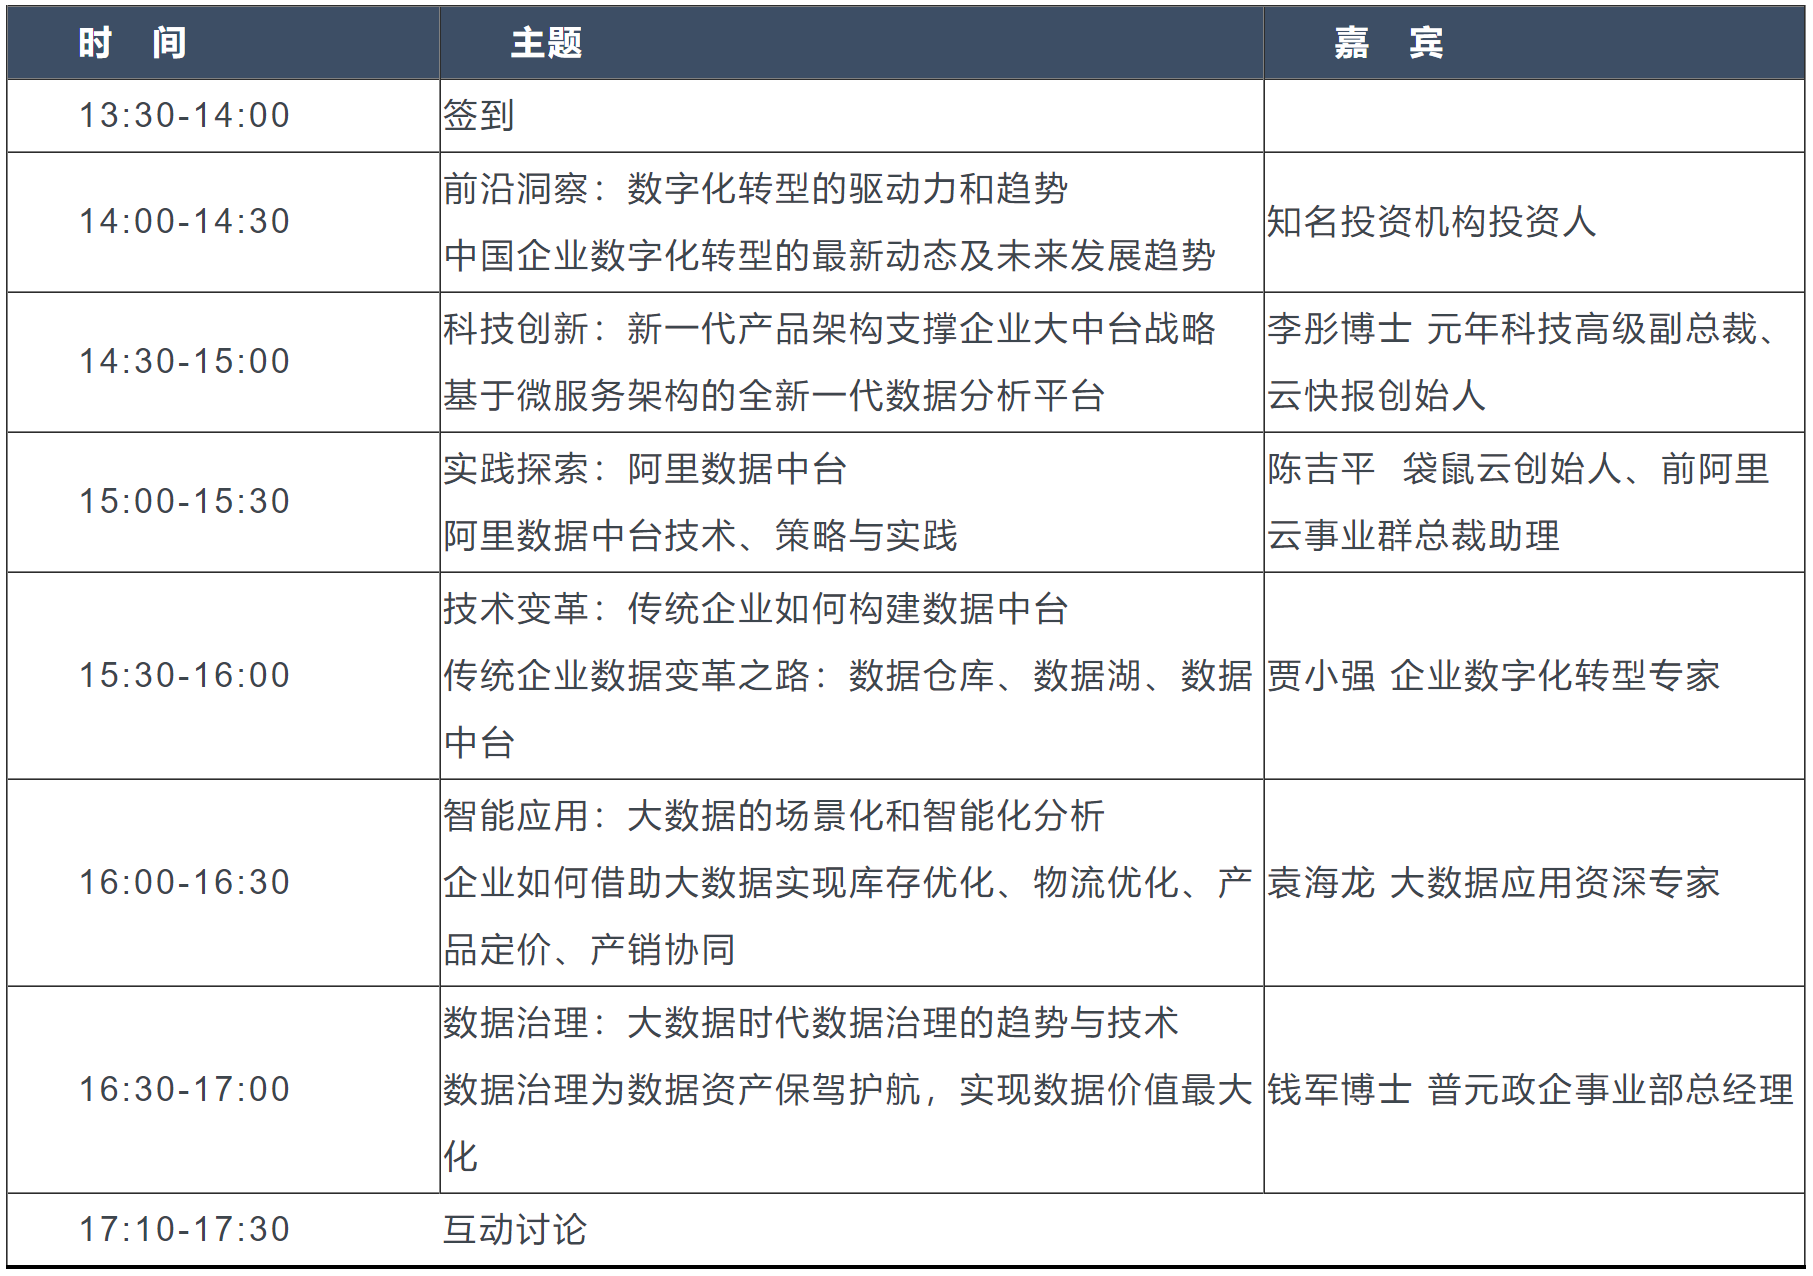 时 间 主题 嘉 宾
13:30-14:00 签到
前沿洞察：数字化转型的驱动力和趋势
14:00-14:30 知名投资机构投资人
中国企业数字化转型的最新动态及未来发展趋势
科技创新：新一代产品架构支撑企业大中台战略 李彤博士 元年科技高级副总裁、
14:30-15:00
基于微服务架构的全新一代数据分析平台 云快报创始人
实践探索：阿里数据中台 陈吉平 袋鼠云创始人、前阿里
15:00-15:30
阿里数据中台技术、策略与实践 云事业群总裁助理
技术变革：传统企业如何构建数据中台
15:30-16:00 传统企业数据变革之路：数据仓库、数据湖、数据 贾小强 企业数字化转型专家
中台
智能应用：大数据的场景化和智能化分析
16:00-16:30 企业如何借助大数据实现库存优化、物流优化、产 袁海龙 大数据应用资深专家
品定价、产销协同
数据治理：大数据时代数据治理的趋势与技术
16:30-17:00 数据治理为数据资产保驾护航，实现数据价值最大 钱军博士 普元政企事业部总经理
化
17:10-17:30 互动讨论